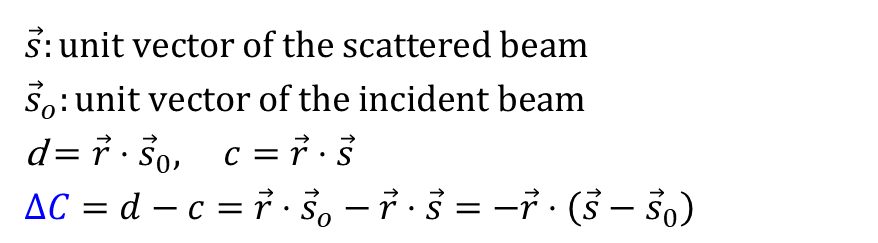 s⃗: unit vector of the scattered beam
s⃗ₒ: unit vector of the incident beam
d = r⃗ · s⃗₀,   c = r⃗ · s⃗
ΔC = d − c = r⃗ · s⃗ₒ − r⃗ · s⃗ = −r⃗ · (s⃗ − s⃗₀)